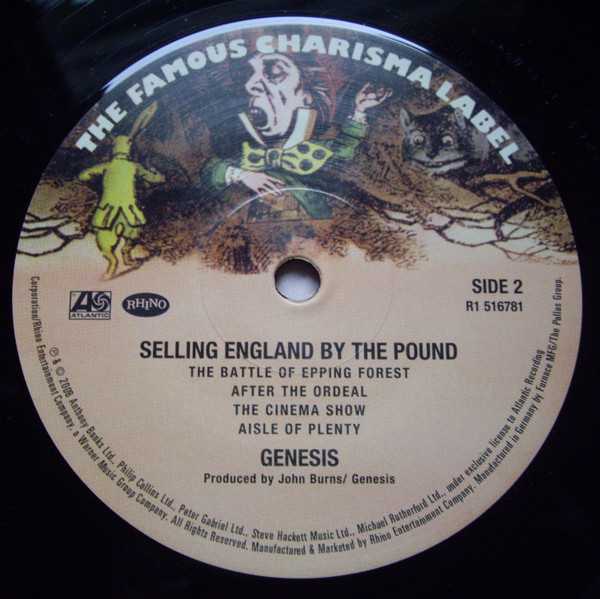 THE FAMOUS CHARISMA LABEL
ATLANTIC
RHINO
SIDE 2
R1 516781
SELLING ENGLAND BY THE POUND
THE BATTLE OF EPPING FOREST
AFTER THE ORDEAL
THE CINEMA SHOW
AISLE OF PLENTY
GENESIS
Produced by John Burns/ Genesis
℗ & © 2008 Anthony Banks Ltd., Philip Collins Ltd., Peter Gabriel Ltd., Steve Hackett Music Ltd., Michael Rutherford Ltd., under exclusive license to Atlantic Recording
Corporation/Rhino Entertainment Company, a Warner Music Group Company. All Rights Reserved. Manufactured & Marketed by Rhino Entertainment Company. Manufactured in Germany by Furnace MFG/The Pallas Group.